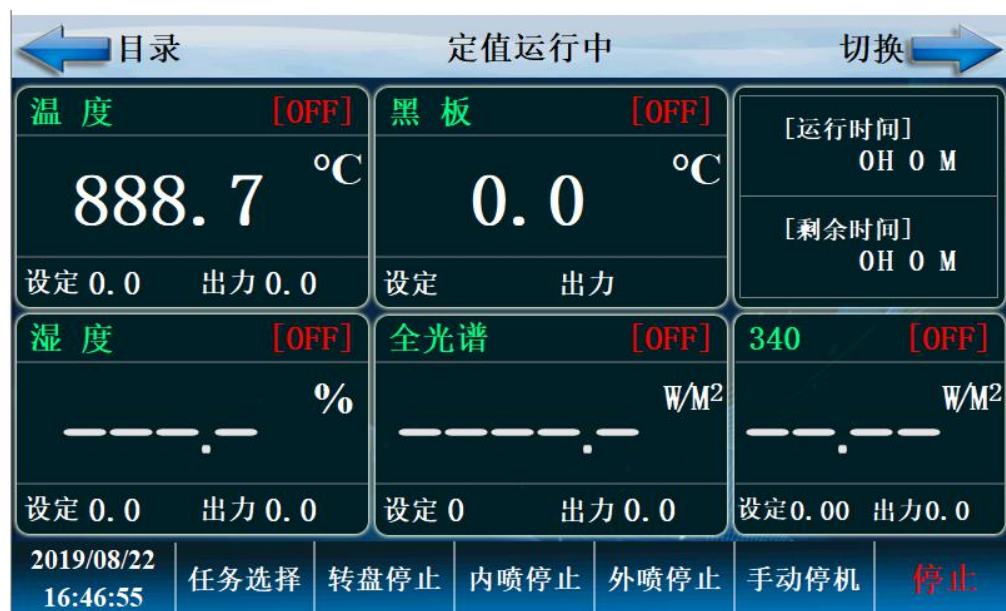 目录 定值运行中 切换
温 度 [OFF] 黑 板 [OFF] [运行时间]
℃ ℃ 0H 0 M
888.7 0.0
[剩余时间]
0H 0 M
设定 0.0 出力 0.0 设定 出力
湿 度 [OFF] 全光谱 [OFF] 340 [OFF]
% W/M² W/M²
----.- -----.- --.--
设定 0.0 出力 0.0 设定 0 出力 0.0 设定0.00 出力0.0
2019/08/22
16:46:55 任务选择 转盘停止 内喷停止 外喷停止 手动停机 停止